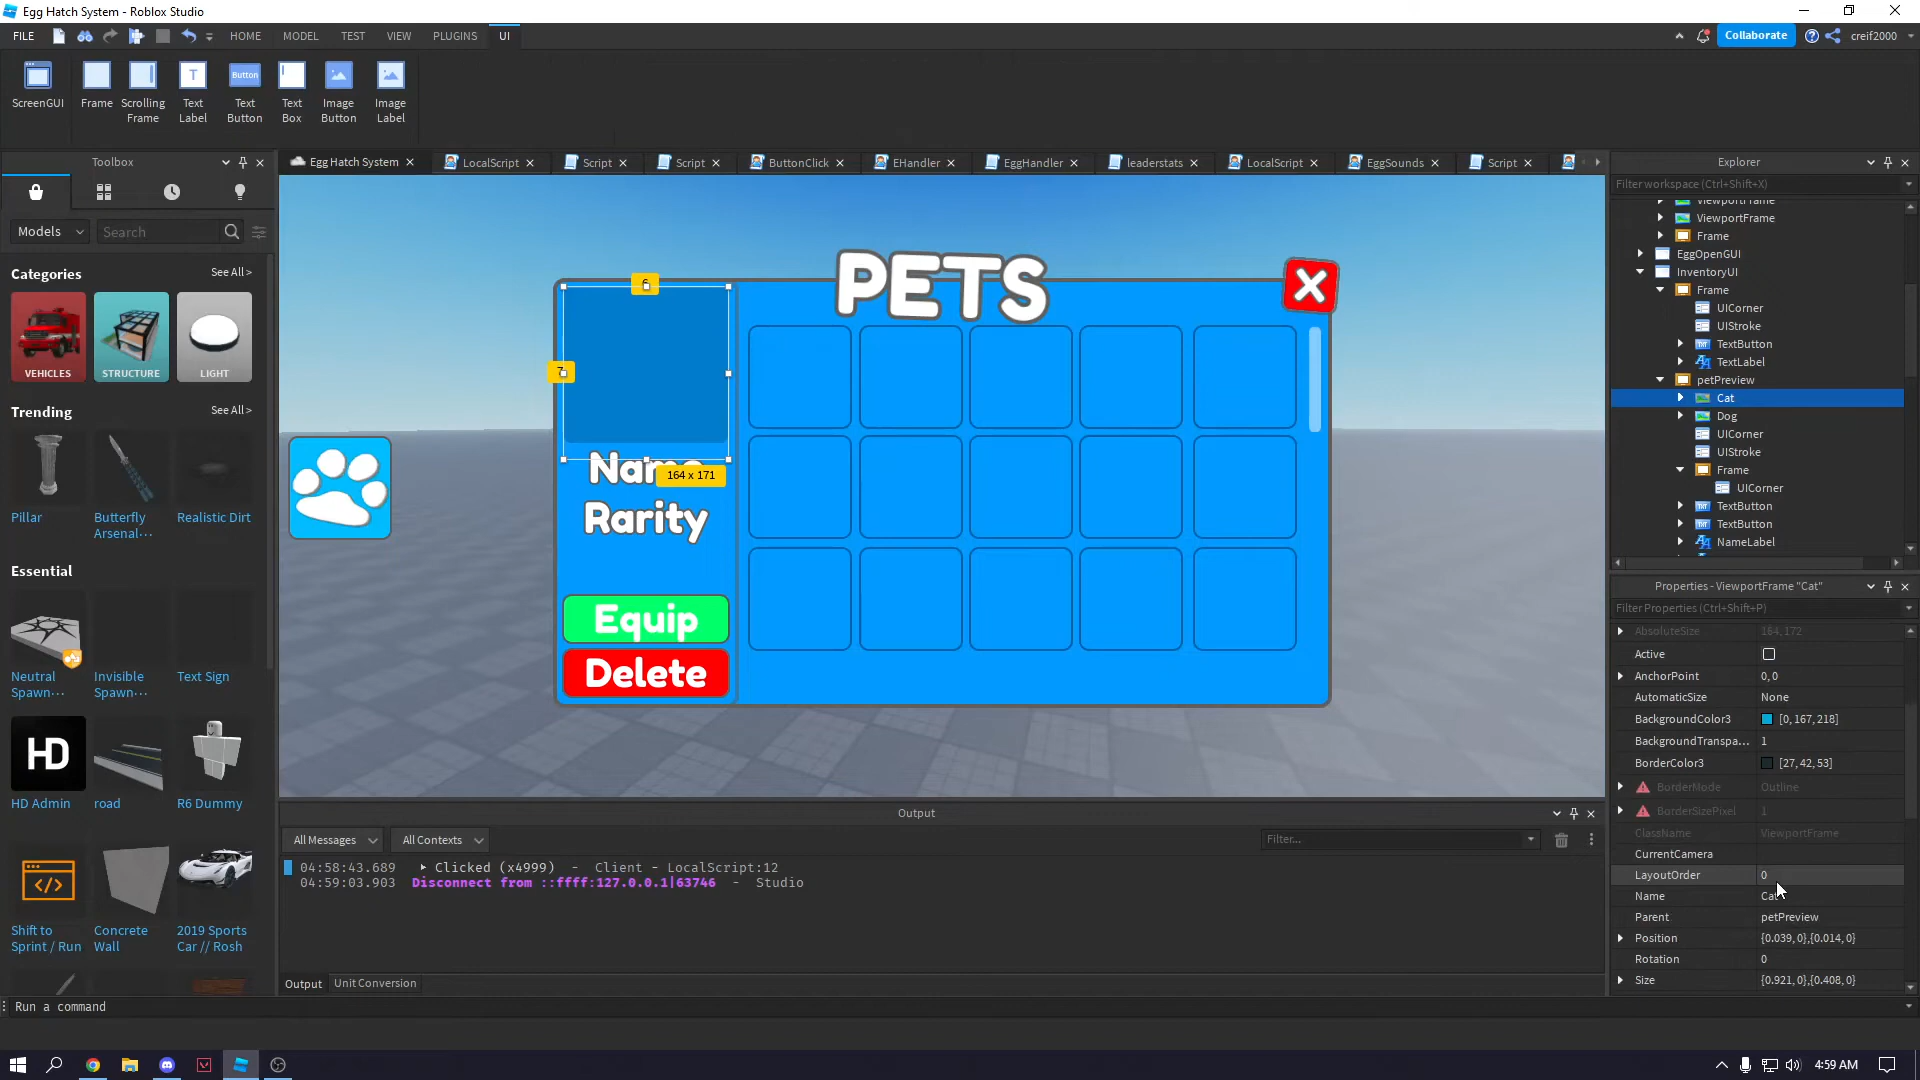 Egg Hatch System - Roblox Studio
FILE HOME MODEL TEST VIEW PLUGINS UI
Collaborate
creif2000
ScreenGUI
Frame
Scrolling Frame
Text Label
Button
Text Button
Text Box
Image Button
Image Label
Toolbox
Models
Search
Categories See All >
VEHICLES STRUCTURE LIGHT
Trending See All >
Pillar
Butterfly Arsenal...
Realistic Dirt
Essential
Neutral Spawn...
Invisible Spawn...
Text Sign
HD
HD Admin
road
R6 Dummy
Shift to Sprint / Run
Concrete Wall
2019 Sports Car // Rosh
Egg Hatch System
LocalScript
Script
Script
ButtonClick
EHandler
EggHandler
leaderstats
LocalScript
EggSounds
Script
PETS
X
6
7
164 x 171
Rarity
Equip
Delete
Output
All Messages
All Contexts
Filter...
04:58:43.689 Clicked (x4999) - Client - LocalScript:12
04:59:03.903 Disconnect from ::ffff:127.0.0.1|63746 - Studio
Output Unit Conversion
Run a command
Explorer
Filter workspace (Ctrl+Shift+X)
ViewportFrame
ViewportFrame
Frame
EggOpenGUI
InventoryUI
Frame
UICorner
UIStroke
TextButton
TextLabel
petPreview
Cat
Dog
UICorner
UIStroke
Frame
UICorner
TextButton
TextButton
NameLabel
Properties - ViewportFrame "Cat"
Filter Properties (Ctrl+Shift+P)
AbsoluteSize 164, 172
Active
AnchorPoint 0, 0
AutomaticSize None
BackgroundColor3 [0, 167, 218]
BackgroundTranspa... 1
BorderColor3 [27, 42, 53]
BorderMode Outline
BorderSizePixel 1
ClassName ViewportFrame
CurrentCamera
LayoutOrder 0
Name Cat
Parent petPreview
Position {0.039, 0},{0.014, 0}
Rotation 0
Size {0.921, 0},{0.408, 0}
4:59 AM